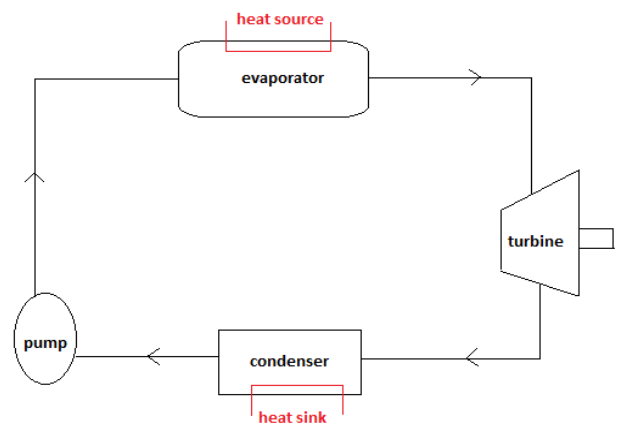 heat source
evaporator
turbine
pump
condenser
heat sink